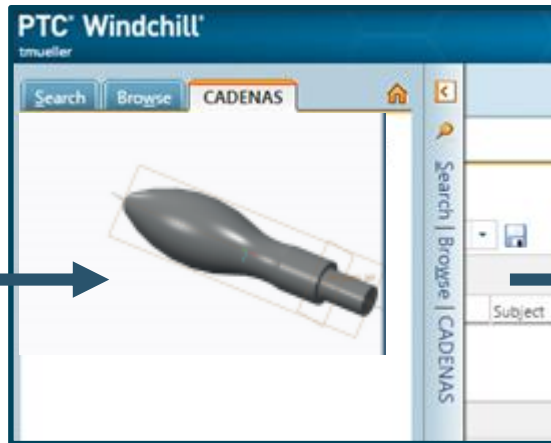 PTC® Windchill®
tmueller
Search Browse CADENAS
Search | Browse | CADENAS
Subject